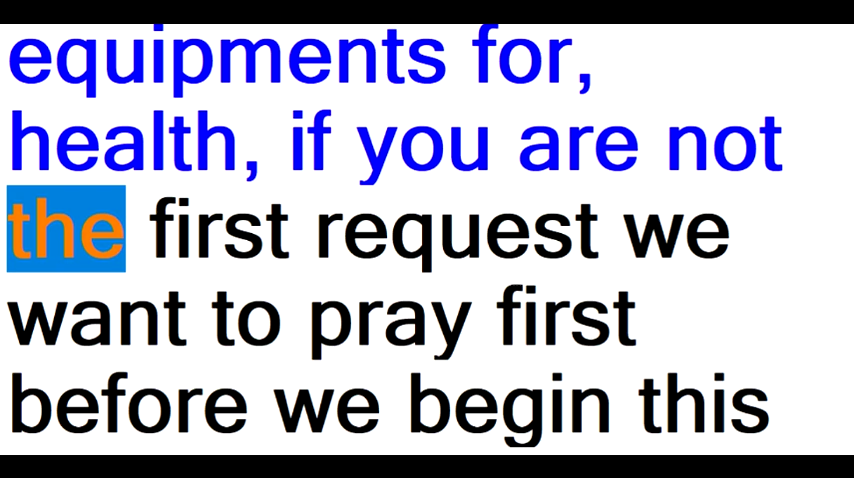 equipments for,
health, if you are not
the first request we
want to pray first
before we begin this